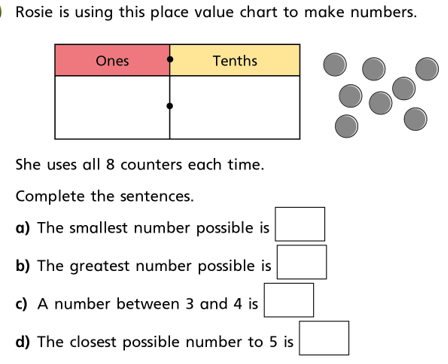 Rosie is using this place value chart to make numbers.
Ones Tenths
She uses all 8 counters each time.
Complete the sentences.
a) The smallest number possible is
b) The greatest number possible is
c) A number between 3 and 4 is
d) The closest possible number to 5 is